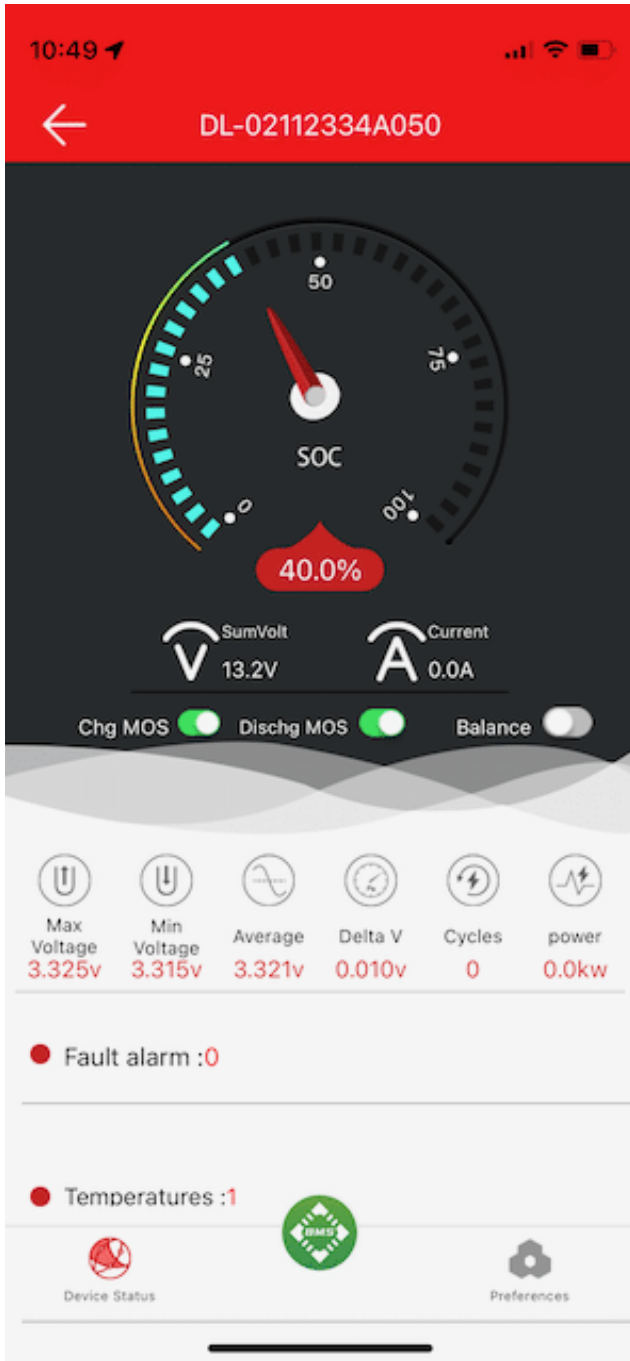 10:49
DL-02112334A050
50
25
75
0
100
SOC
40.0%
SumVolt
V 13.2V
Current
A 0.0A
Chg MOS Dischg MOS Balance
Max Voltage
3.325v
Min Voltage
3.315v
Average
3.321v
Delta V
0.010v
Cycles
0
power
0.0kw
Fault alarm :0
Temperatures :1
BMS
Device Status
Preferences